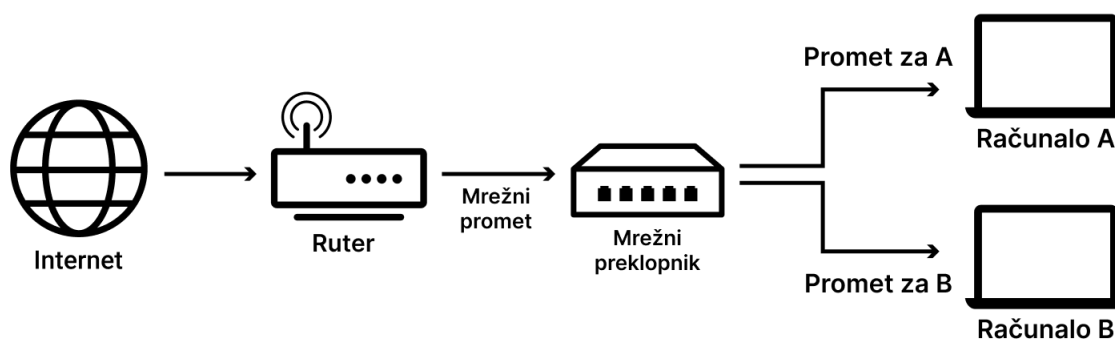 Internet
Ruter
Mrežni
promet
Mrežni
preklopnik
Promet za A
Računalo A
Promet za B
Računalo B